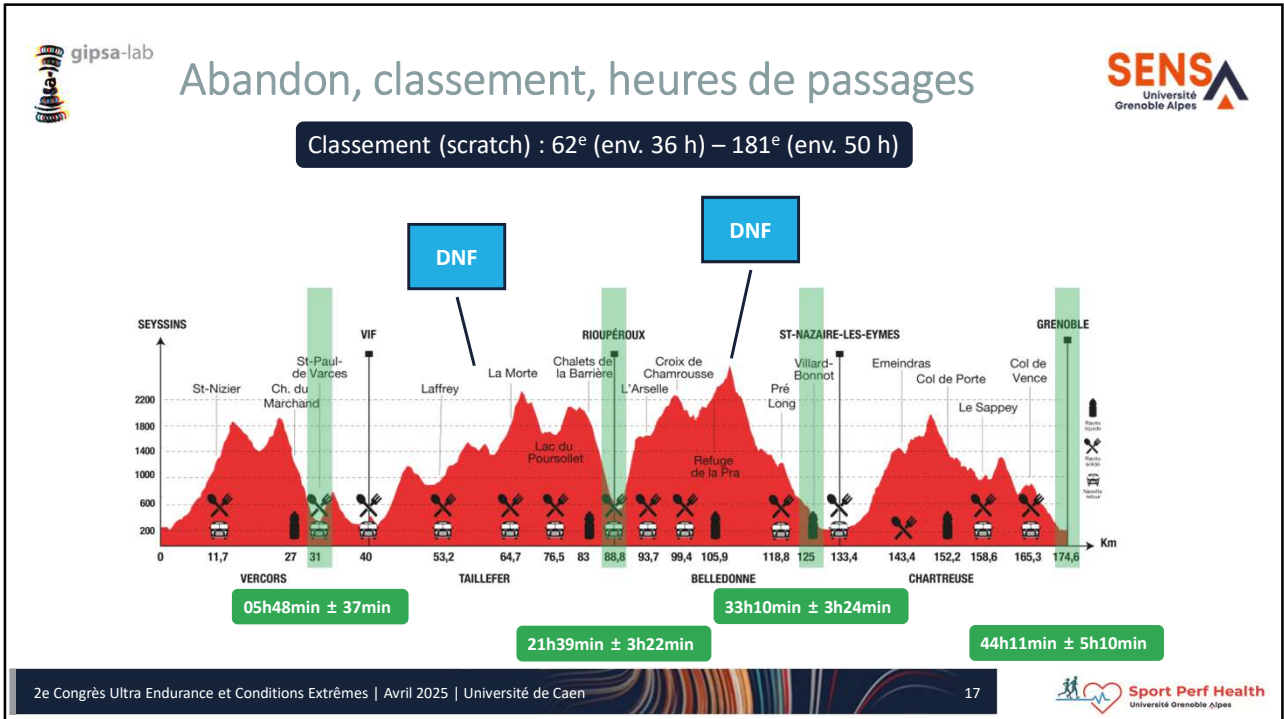 gipsa-lab
Abandon, classement, heures de passages
SENS
Université
Grenoble Alpes
Classement (scratch) : 62e (env. 36 h) – 181e (env. 50 h)
DNF
DNF
SEYSSINS
VIF
RIOUPÉROUX
ST-NAZAIRE-LES-EYMES
GRENOBLE
St-Nizier
Ch. du
Marchand
St-Paul-
de Varces
Laffrey
La Morte
Lac du
Poursollet
Chalets de
la Barrière
L'Arselle
Croix de
Chamrousse
Refuge
de la Pra
Pré
Long
Villard-
Bonnot
Emeindras
Col de Porte
Le Sappey
Col de
Vence
2200
1800
1400
1000
600
200
Ravito
liquide
Ravito
solide
Navette
retour
0 11,7 27 31 40 53,2 64,7 76,5 83 88,8 93,7 99,4 105,9 118,8 125 133,4 143,4 152,2 158,6 165,3 174,6 Km
VERCORS TAILLEFER BELLEDONNE CHARTREUSE
05h48min ± 37min
21h39min ± 3h22min
33h10min ± 3h24min
44h11min ± 5h10min
2e Congrès Ultra Endurance et Conditions Extrêmes | Avril 2025 | Université de Caen
17
Sport Perf Health
Université Grenoble Alpes